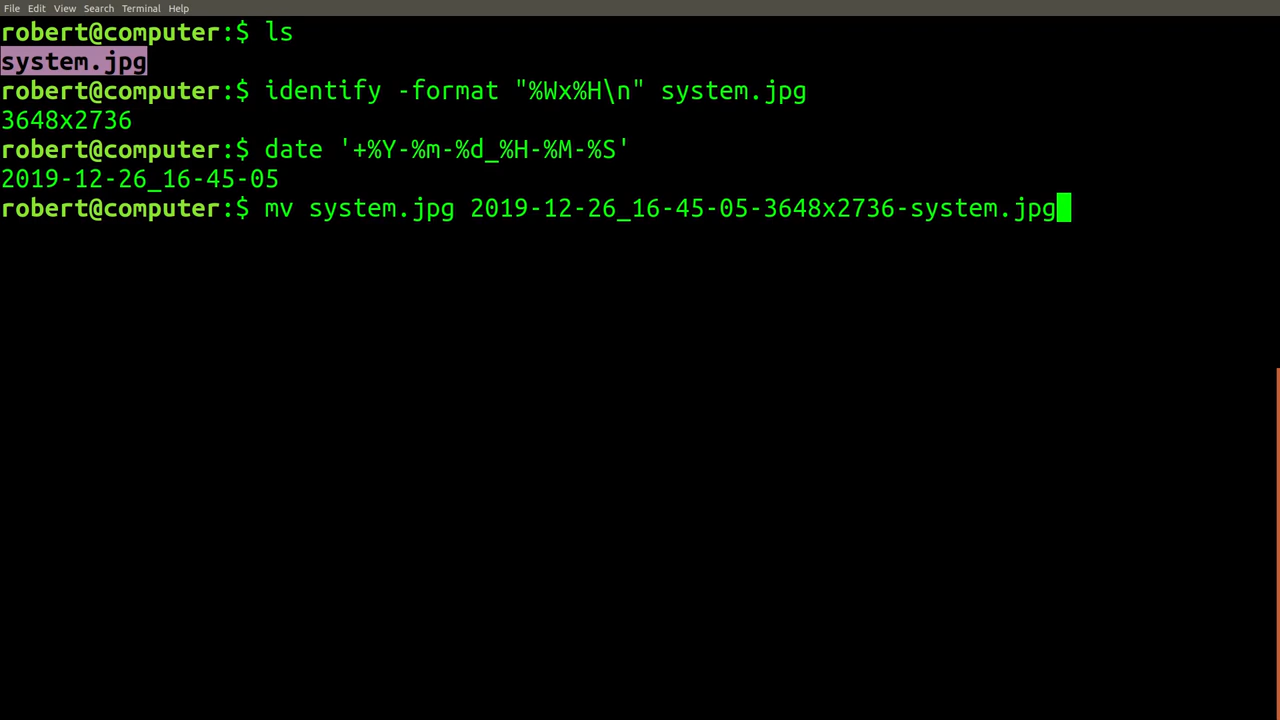 File Edit View Search Terminal Help
robert@computer:$ ls
system.jpg
robert@computer:$ identify -format "%Wx%H\n" system.jpg
3648x2736
robert@computer:$ date '+%Y-%m-%d_%H-%M-%S'
2019-12-26_16-45-05
robert@computer:$ mv system.jpg 2019-12-26_16-45-05-3648x2736-system.jpg